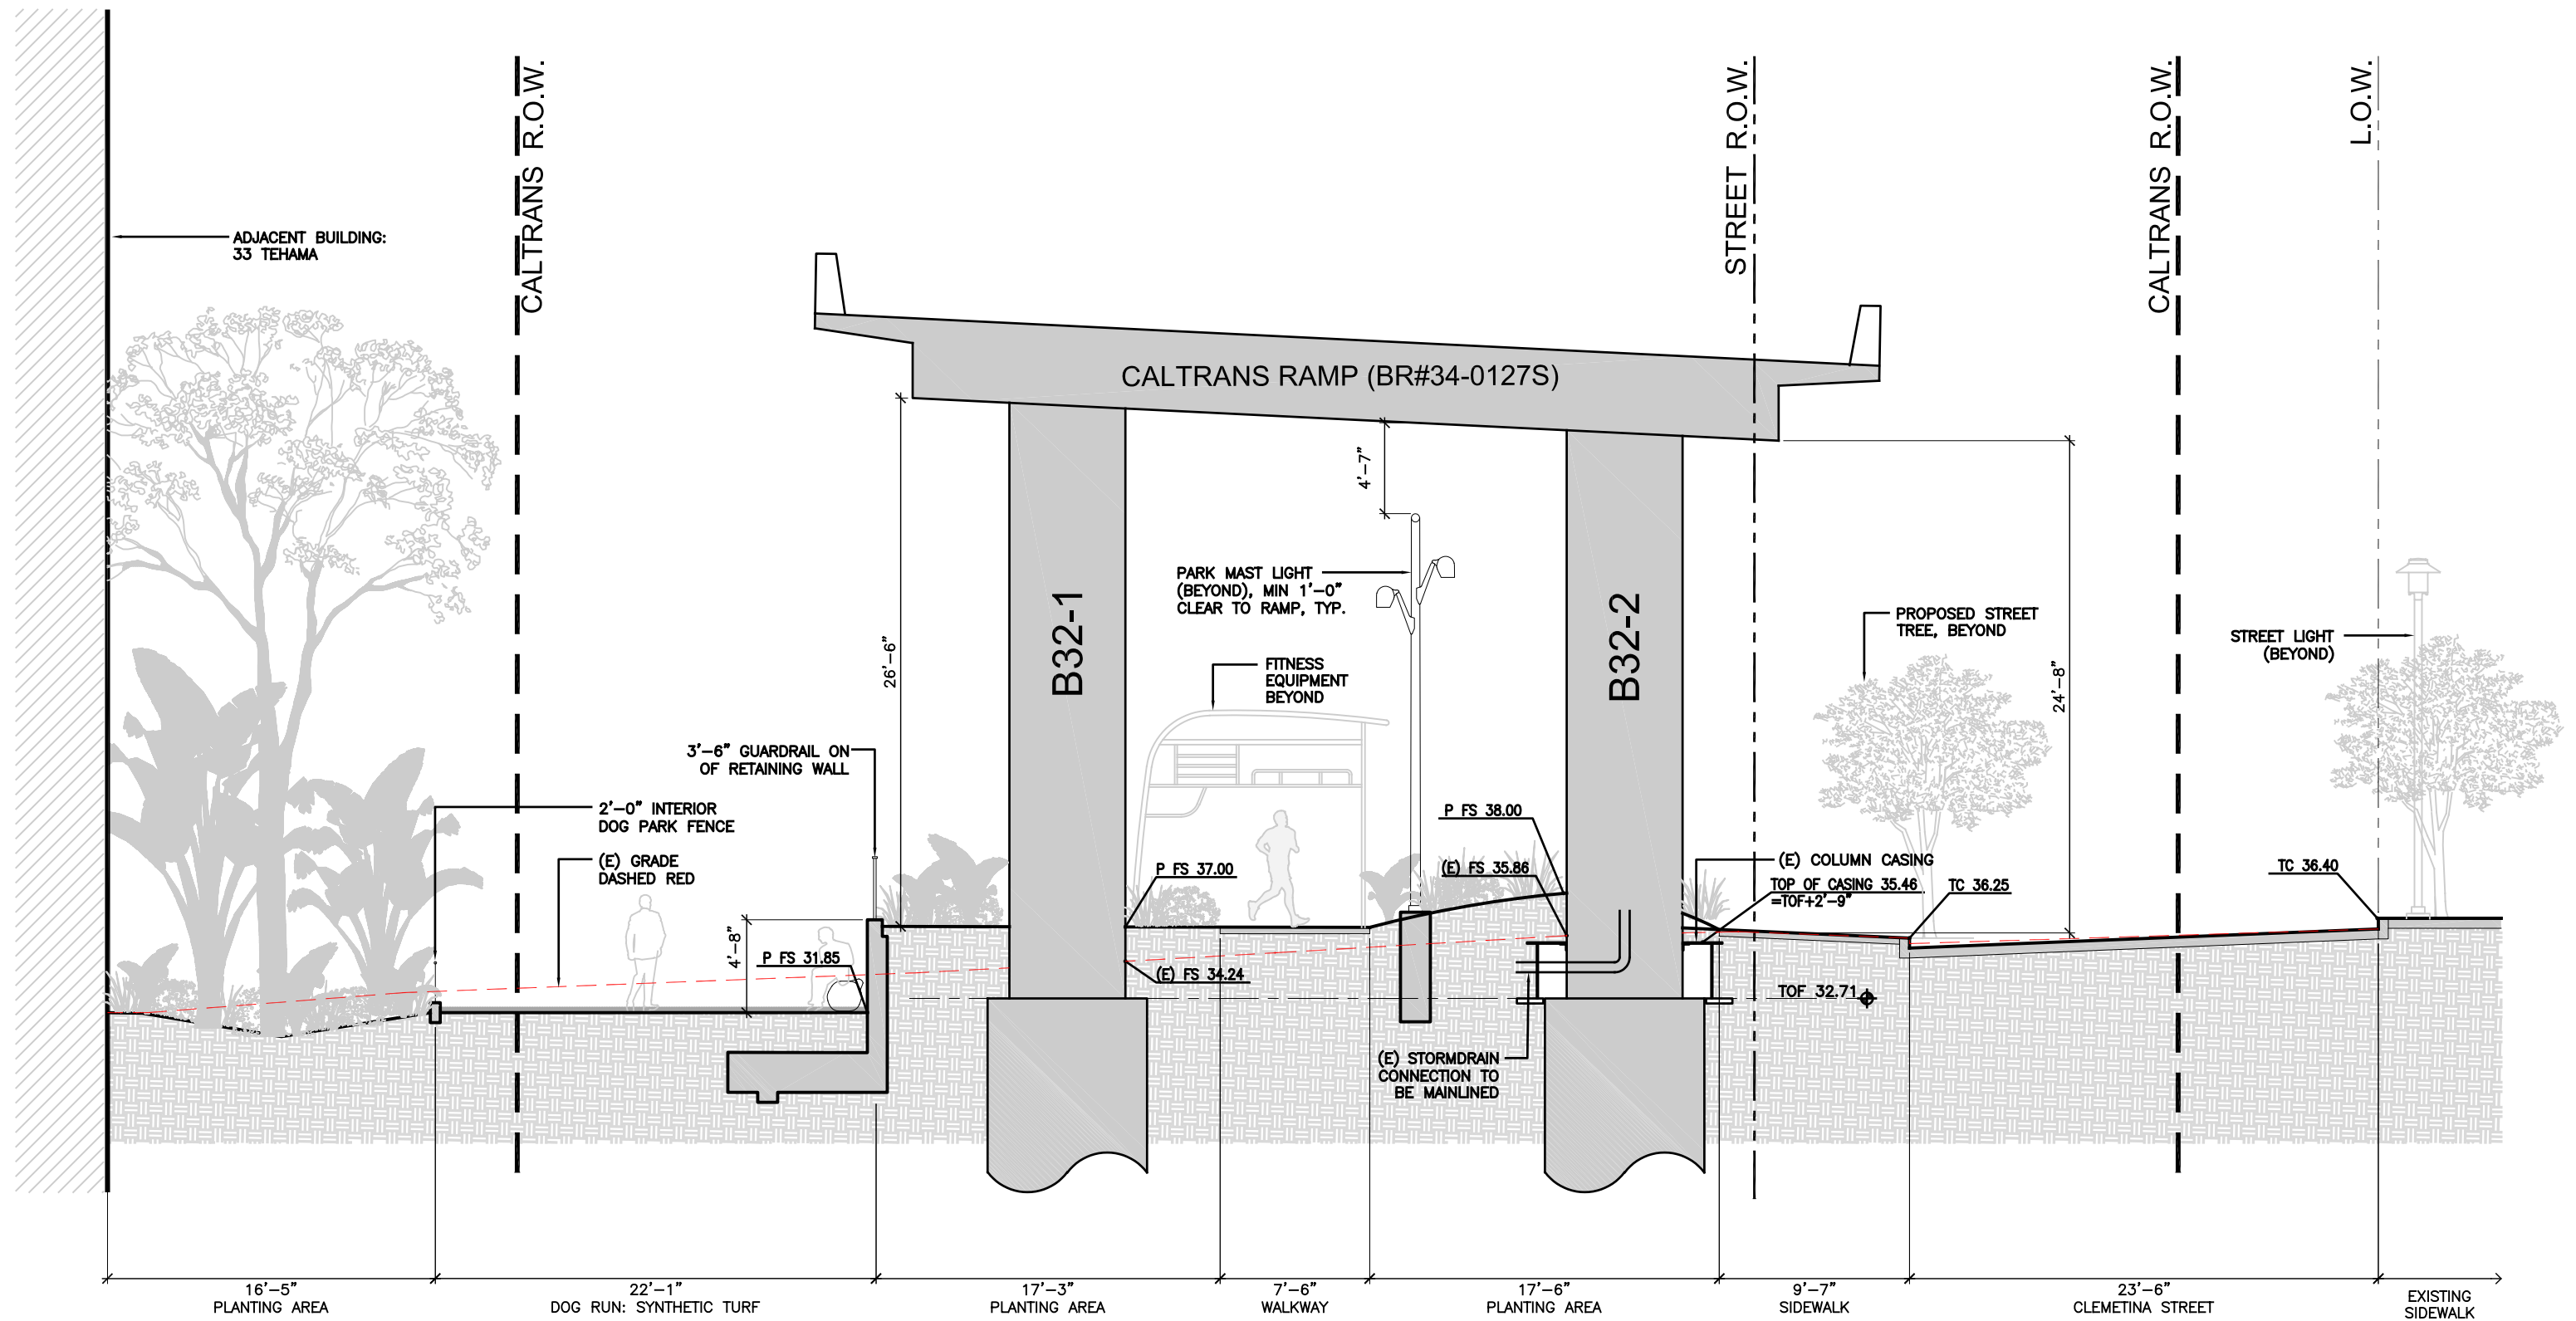 CALTRANS R.O.W.
STREET R.O.W.
CALTRANS R.O.W.
L.O.W.
ADJACENT BUILDING:
33 TEHAMA
CALTRANS RAMP (BR#34-0127S)
4'-7"
PARK MAST LIGHT
(BEYOND), MIN 1'-0"
CLEAR TO RAMP, TYP.
B32-1
B32-2
26'-6"
24'-8"
PROPOSED STREET
TREE, BEYOND
STREET LIGHT
(BEYOND)
FITNESS
EQUIPMENT
BEYOND
3'-6" GUARDRAIL ON
OF RETAINING WALL
2'-0" INTERIOR
DOG PARK FENCE
(E) GRADE
DASHED RED
4'-8"
P FS 31.85
P FS 37.00
(E) FS 34.24
P FS 38.00
(E) FS 35.86
(E) COLUMN CASING
TOP OF CASING 35.46
=TOF+2'-9"
TC 36.25
TC 36.40
TOF 32.71
(E) STORMDRAIN
CONNECTION TO
BE MAINLINED
16'-5"
PLANTING AREA
22'-1"
DOG RUN: SYNTHETIC TURF
17'-3"
PLANTING AREA
7'-6"
WALKWAY
17'-6"
PLANTING AREA
9'-7"
SIDEWALK
23'-6"
CLEMETINA STREET
EXISTING
SIDEWALK